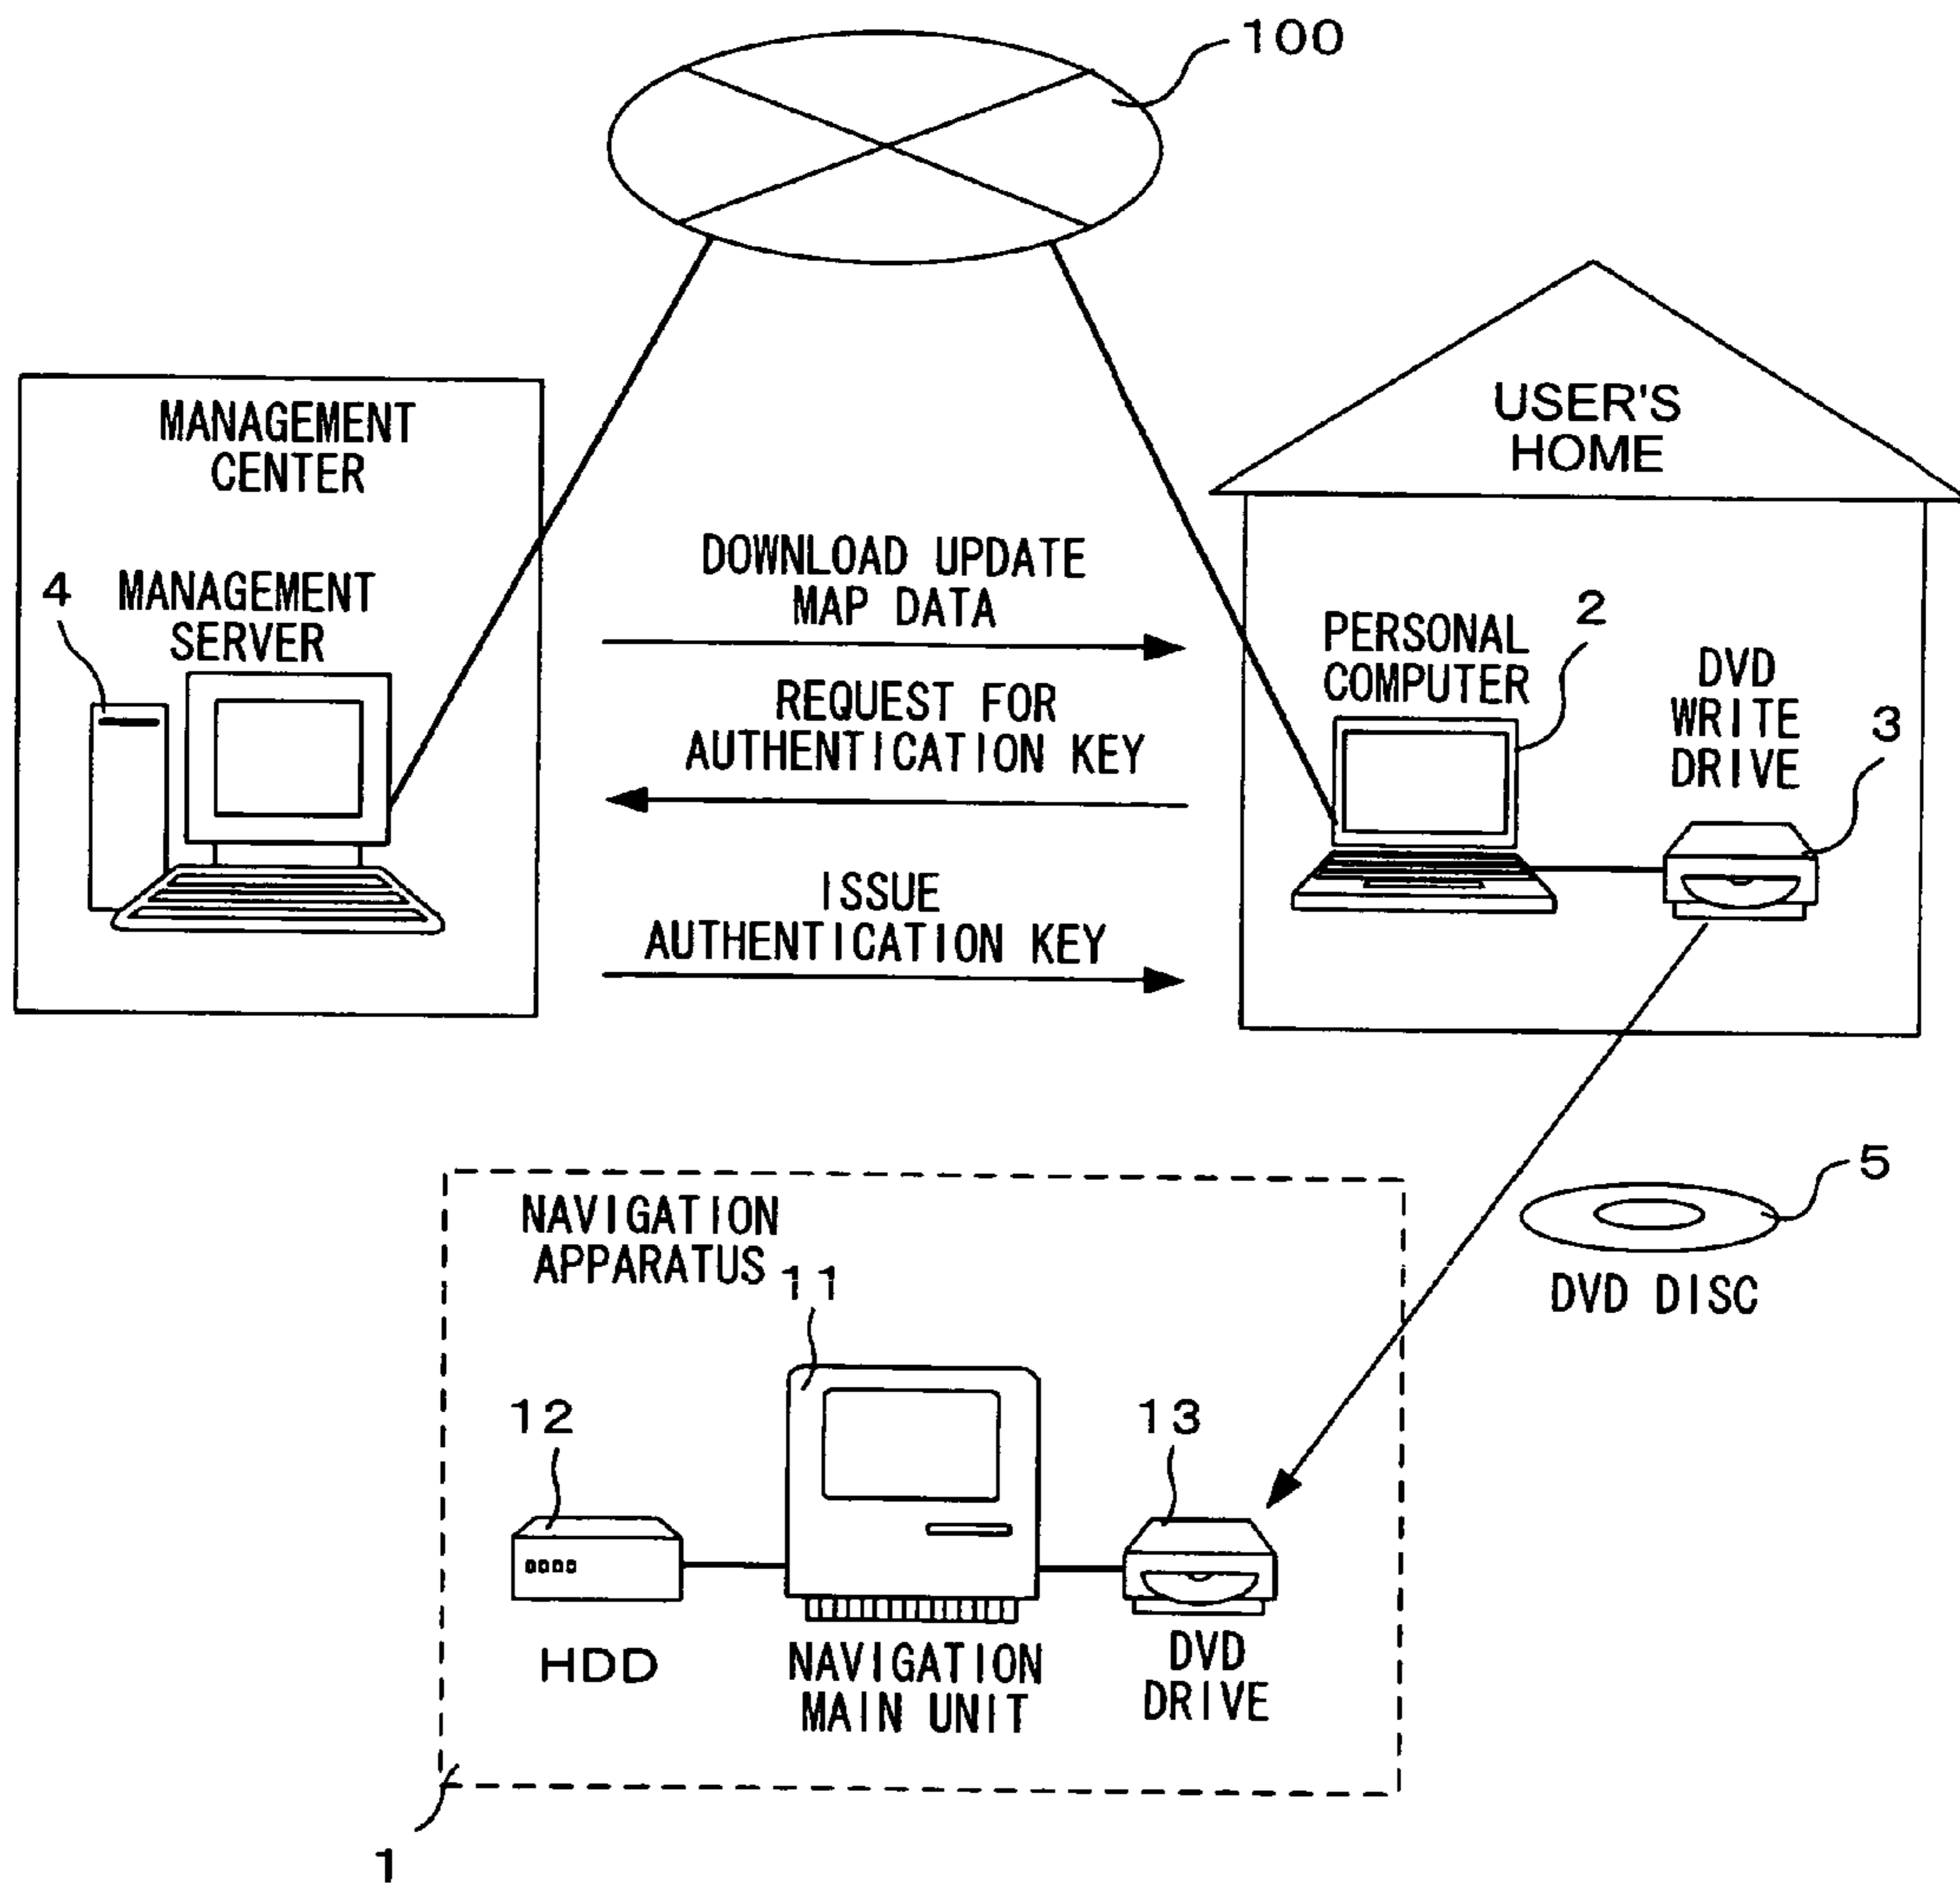 100
MANAGEMENT
CENTER
USER'S
HOME
4
MANAGEMENT
SERVER
DOWNLOAD UPDATE
MAP DATA
REQUEST FOR
AUTHENTICATION KEY
ISSUE
AUTHENTICATION KEY
PERSONAL
COMPUTER
2
DVD
WRITE
DRIVE
3
5
DVD DISC
NAVIGATION
APPARATUS
11
12
13
HDD
NAVIGATION
MAIN UNIT
DVD
DRIVE
1